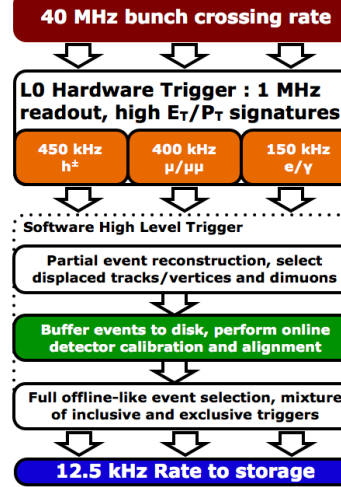 40 MHz bunch crossing rate
L0 Hardware Trigger : 1 MHz
readout, high E_T/P_T signatures
450 kHz
h±
400 kHz
μ/μμ
150 kHz
e/γ
Software High Level Trigger
Partial event reconstruction, select
displaced tracks/vertices and dimuons
Buffer events to disk, perform online
detector calibration and alignment
Full offline-like event selection, mixture
of inclusive and exclusive triggers
12.5 kHz Rate to storage